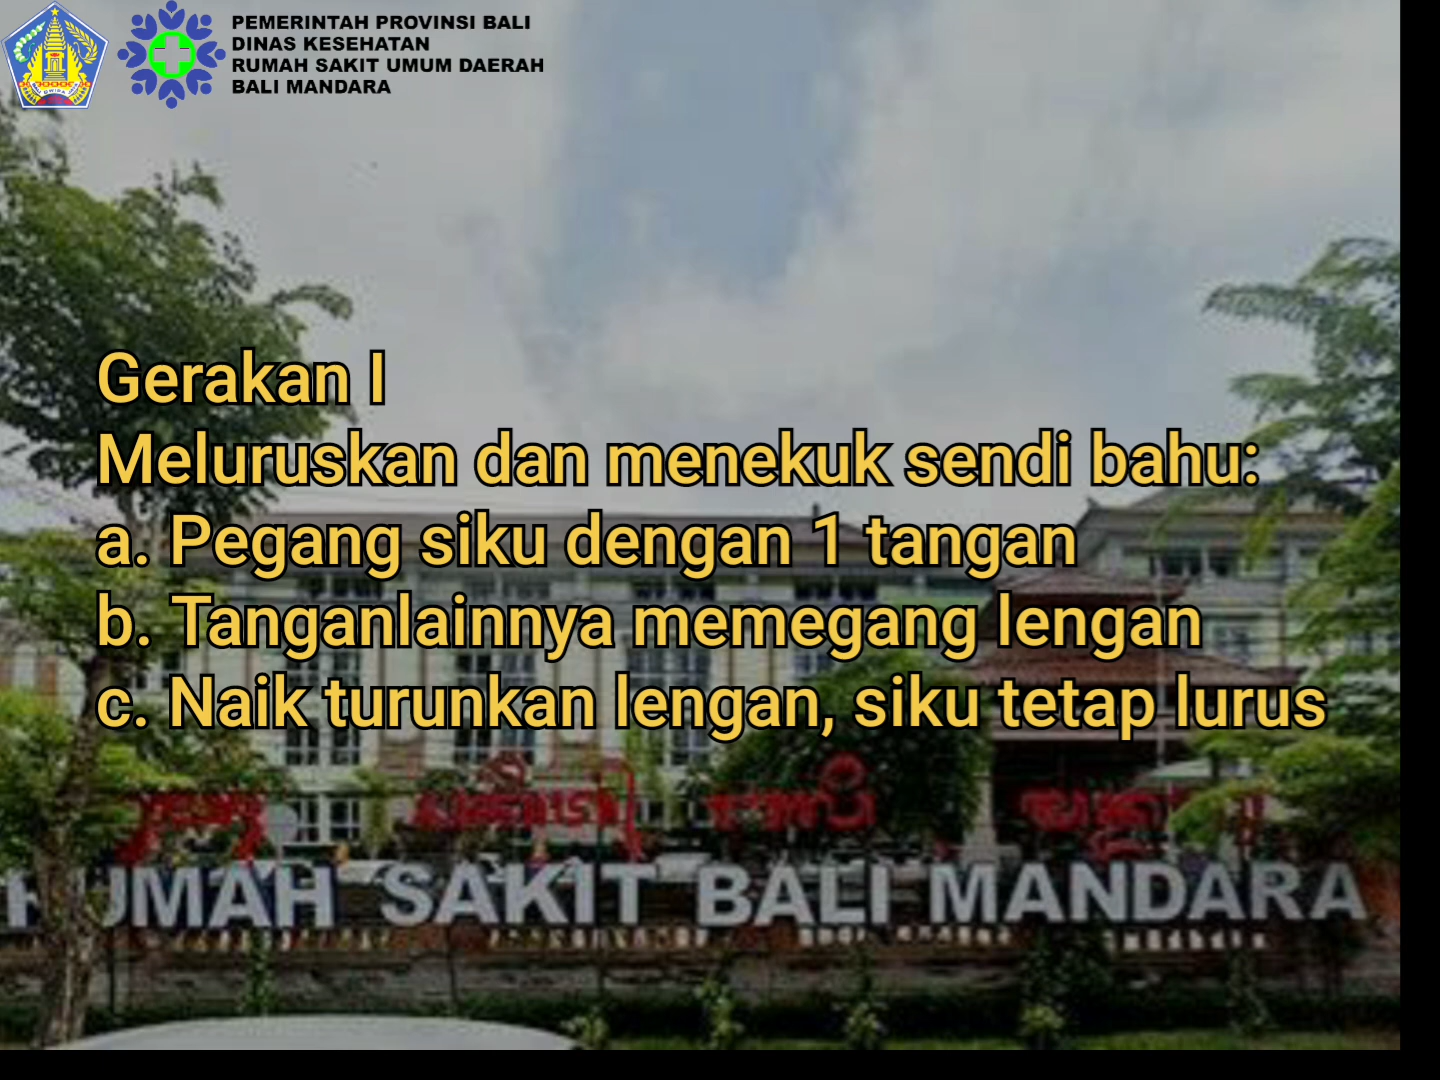 PEMERINTAH PROVINSI BALI
DINAS KESEHATAN
RUMAH SAKIT UMUM DAERAH
BALI MANDARA
Gerakan I
Meluruskan dan menekuk sendi bahu:
a. Pegang siku dengan 1 tangan
b. Tanganlainnya memegang lengan
c. Naik turunkan lengan, siku tetap lurus
RUMAH SAKIT BALI MANDARA